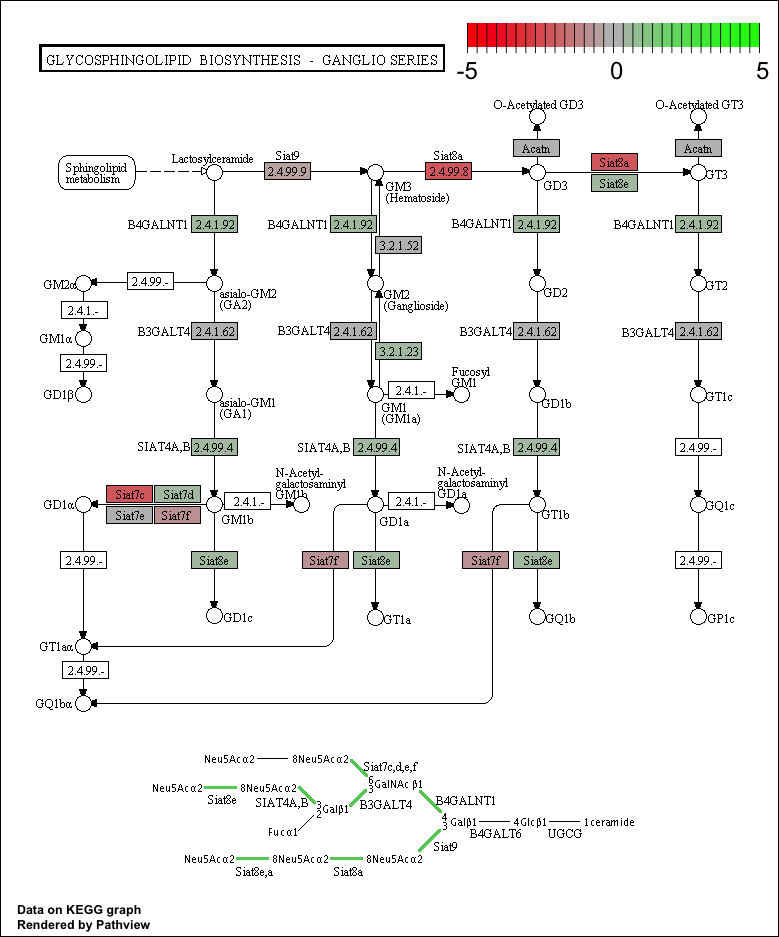 GLYCOSPHINGOLIPID BIOSYNTHESIS - GANGLIO SERIES
-5 0 5
O-Acetylated GD3
O-Acetylated GT3
Acatn
Acatn
Sphingolipid
metabolism
Lactosylceramide
Siat9
2.4.99.9
GM3
(Hematoside)
Siat8a
2.4.99.8
GD3
Siat8a
Siat8e
GT3
B4GALNT1 2.4.1.92
B4GALNT1 2.4.1.92
B4GALNT1 2.4.1.92
B4GALNT1 2.4.1.92
3.2.1.52
GM2α
2.4.99.-
asialo-GM2
(GA2)
GM2
(Ganglioside)
GD2
GT2
2.4.1.-
GM1α
2.4.99.-
GD1β
B3GALT4 2.4.1.62
B3GALT4 2.4.1.62
B3GALT4 2.4.1.62
B3GALT4 2.4.1.62
3.2.1.23
asialo-GM1
(GA1)
GM1
(GM1a)
2.4.1.-
Fucosyl
GM1
GD1b
GT1c
SIAT4A,B 2.4.99.4
SIAT4A,B 2.4.99.4
SIAT4A,B 2.4.99.4
2.4.99.-
GD1α
Siat7c Siat7d
Siat7e Siat7f
GM1b
2.4.1.-
N-Acetyl-
galactosaminyl
GM1b
GD1a
2.4.1.-
N-Acetyl-
galactosaminyl
GD1a
GT1b
GQ1c
2.4.99.-
Siat8e
Siat7f
Siat8e
Siat7f
Siat8e
2.4.99.-
GD1c
GT1a
GQ1b
GP1c
GT1aα
2.4.99.-
GQ1bα
Neu5Acα2 8Neu5Acα2
Siat7c,d,e,f
Neu5Acα2 8Neu5Acα2
6
3 GalNAcβ1
Siat8e
SIAT4A,B
3
2 Galβ1
B3GALT4
B4GALNT1
Fucα1
4
3 Galβ1 4Glcβ1 1ceramide
B4GALT6 UGCG
Siat9
Neu5Acα2 8Neu5Acα2 8Neu5Acα2
Siat8e,a Siat8a
Data on KEGG graph
Rendered by Pathview